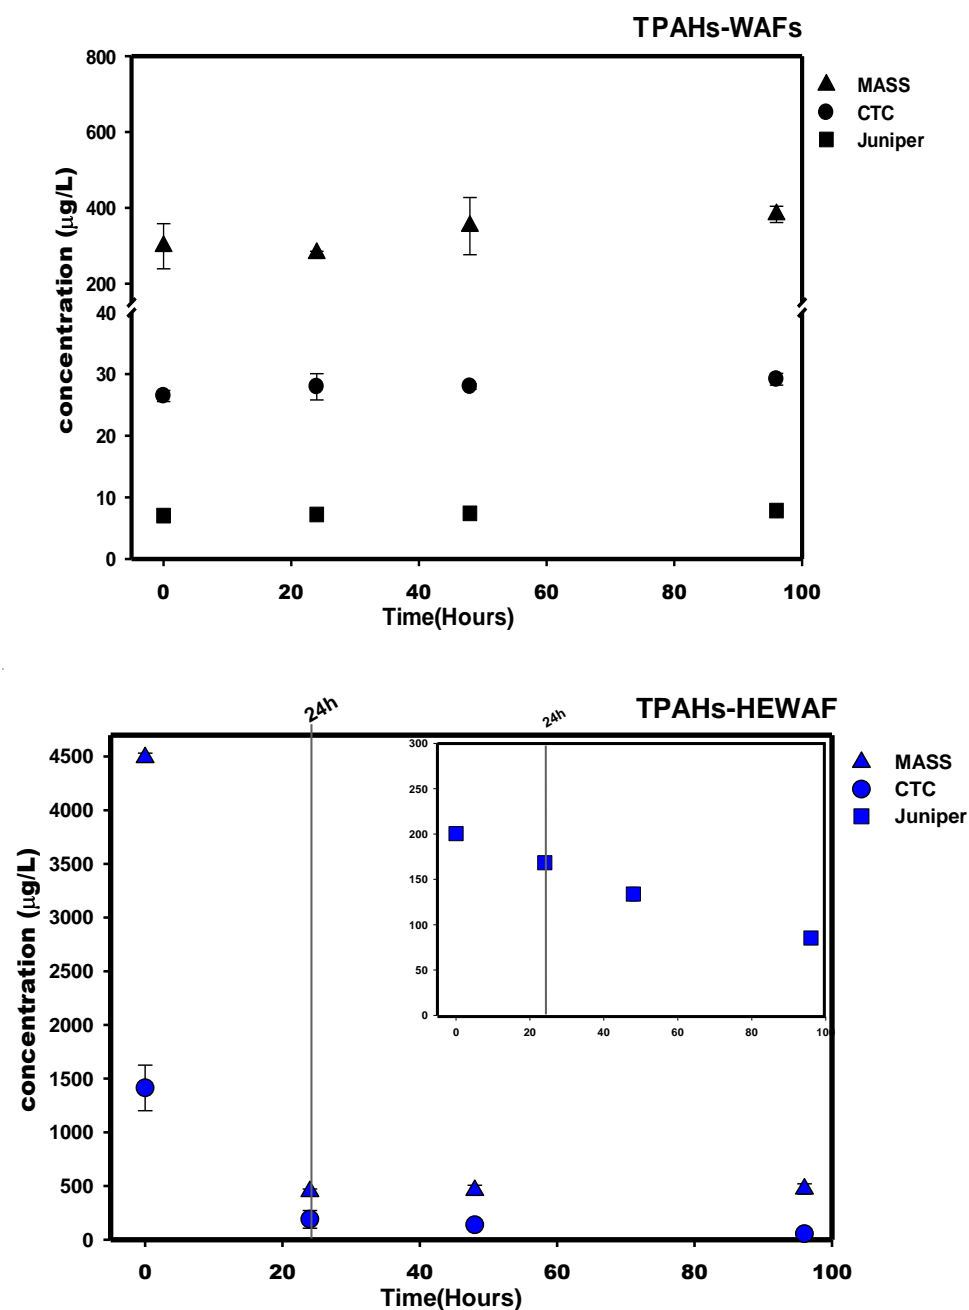 TPAHs-WAFs
800
600
400
200
40
30
20
10
0
concentration (µg/L)
0 20 40 60 80 100
Time(Hours)
MASS
CTC
Juniper
TPAHs-HEWAF
24h
4500
4000
3500
3000
2500
2000
1500
1000
500
0
concentration (µg/L)
0 20 40 60 80 100
Time(Hours)
24h
300
250
200
150
100
50
0
0 20 40 60 80 100
MASS
CTC
Juniper